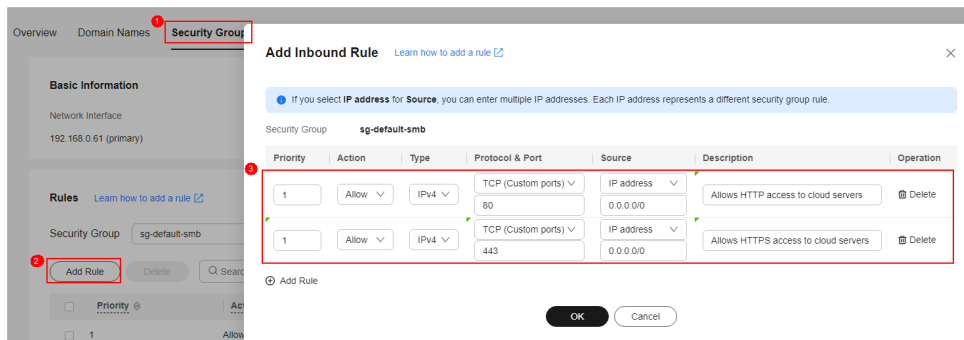 1
Overview Domain Names Security Group
Add Inbound Rule Learn how to add a rule
Basic Information
If you select IP address for Source, you can enter multiple IP addresses. Each IP address represents a different security group rule.
Network Interface
Security Group sg-default-smb
192.168.0.61 (primary)
Priority Action Type Protocol & Port Source Description Operation
3
TCP (Custom ports) IP address
1 Allow IPv4 Allows HTTP access to cloud servers Delete
80 0.0.0.0/0
Rules Learn how to add a rule
TCP (Custom ports) IP address
Security Group sg-default-smb
1 Allow IPv4 Allows HTTPS access to cloud servers Delete
443 0.0.0.0/0
2
Add Rule Delete Searc
Add Rule
Priority Act
OK Cancel
1 Allow